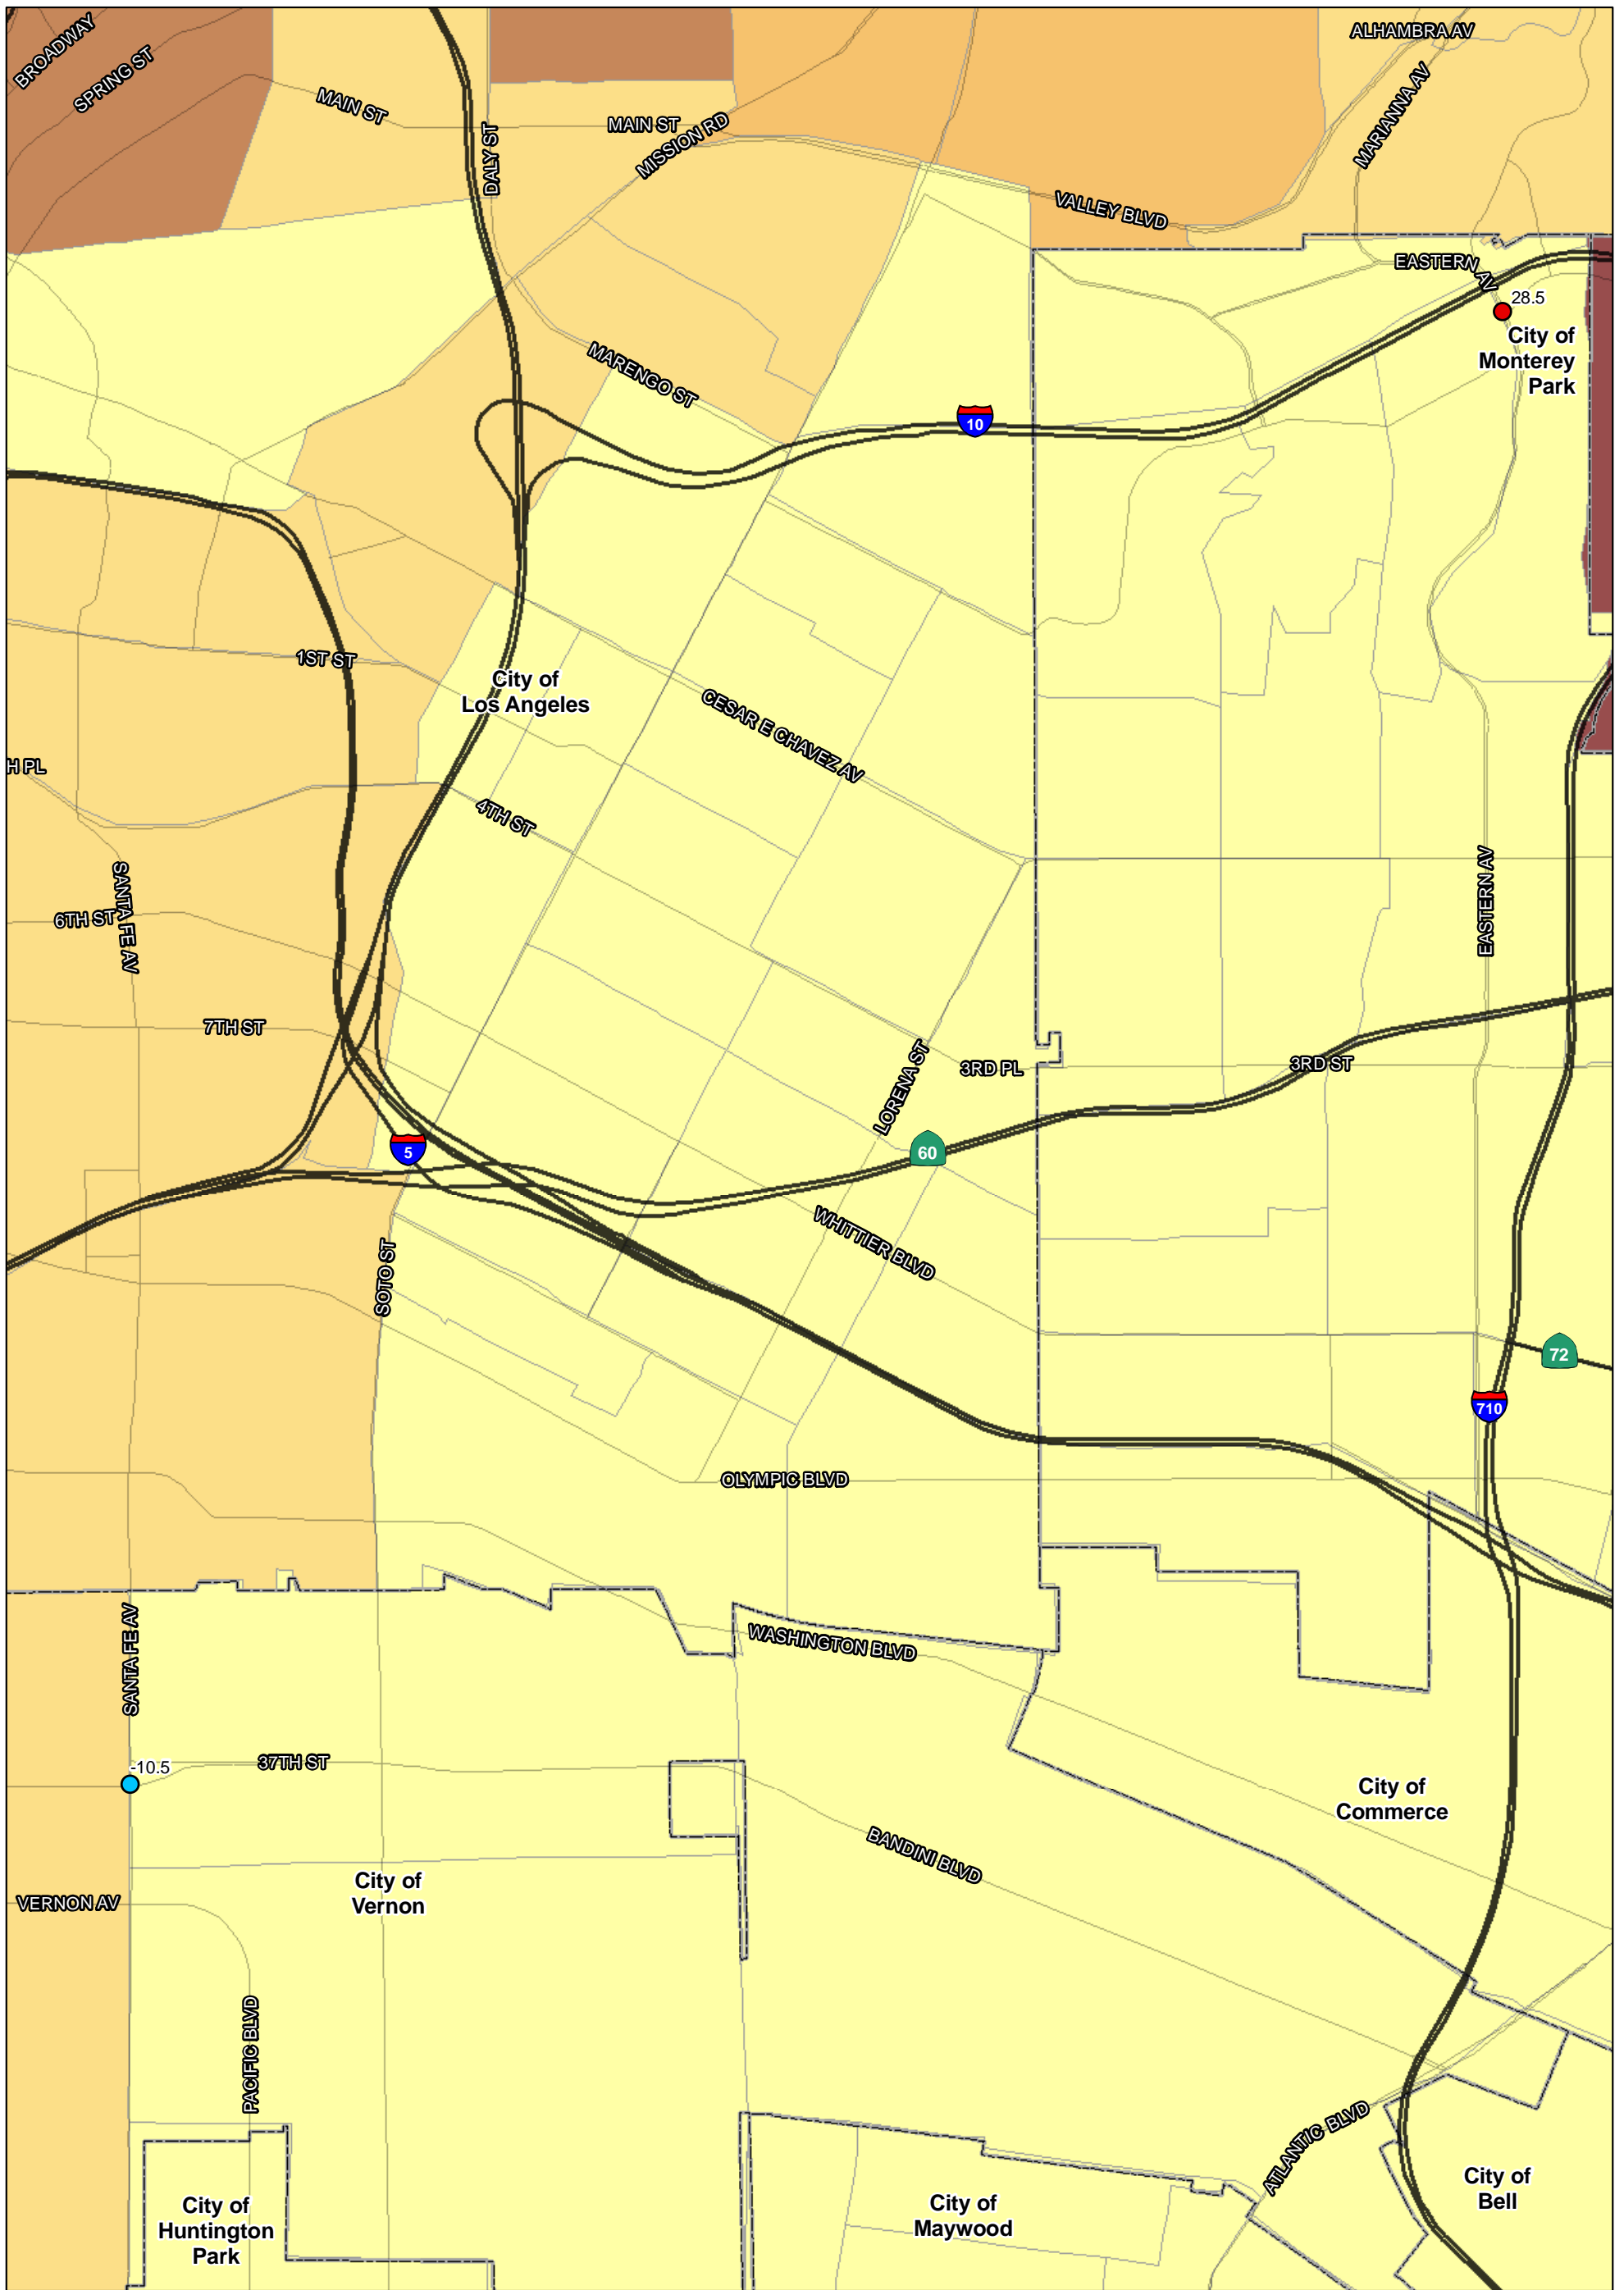 BROADWAY
SPRING ST
MAIN ST
DALY ST
MAIN ST
MISSION RD
ALHAMBRA AV
MARIANNA AV
VALLEY BLVD
EASTERN AV
28.5
City of
Monterey
Park
MARENGO ST
10
1ST ST
City of
Los Angeles
CESAR E CHAVEZ AV
H PL
4TH ST
SANTA FE AV
6TH ST
EASTERN AV
7TH ST
LORENA ST
3RD PL
3RD ST
5
60
SOTO ST
WHITTIER BLVD
72
710
OLYMPIC BLVD
SANTA FE AV
WASHINGTON BLVD
37TH ST
-10.5
City of
Commerce
BANDINI BLVD
City of
Vernon
VERNON AV
PACIFIC BLVD
ATLANTIC BLVD
City of
Huntington
Park
City of
Maywood
City of
Bell